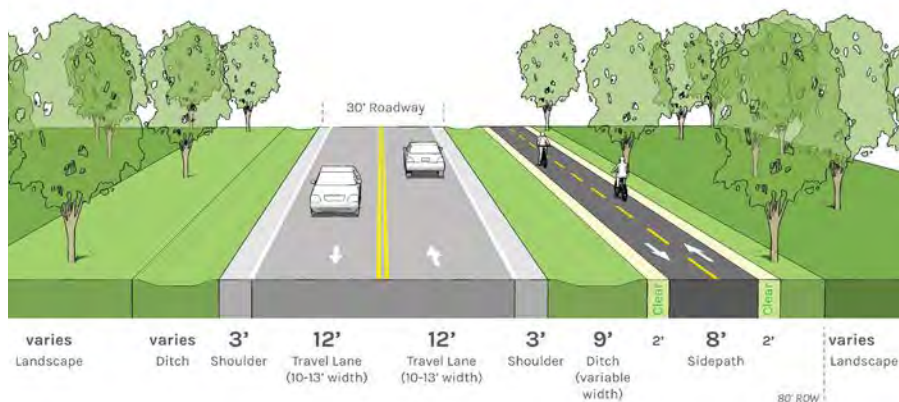 30' Roadway
Clear
Clear
varies
Landscape
varies
Ditch
3'
Shoulder
12'
Travel Lane
(10-13' width)
12'
Travel Lane
(10-13' width)
3'
Shoulder
9'
Ditch
(variable
width)
2'
8'
Sidepath
2'
varies
Landscape
80' ROW